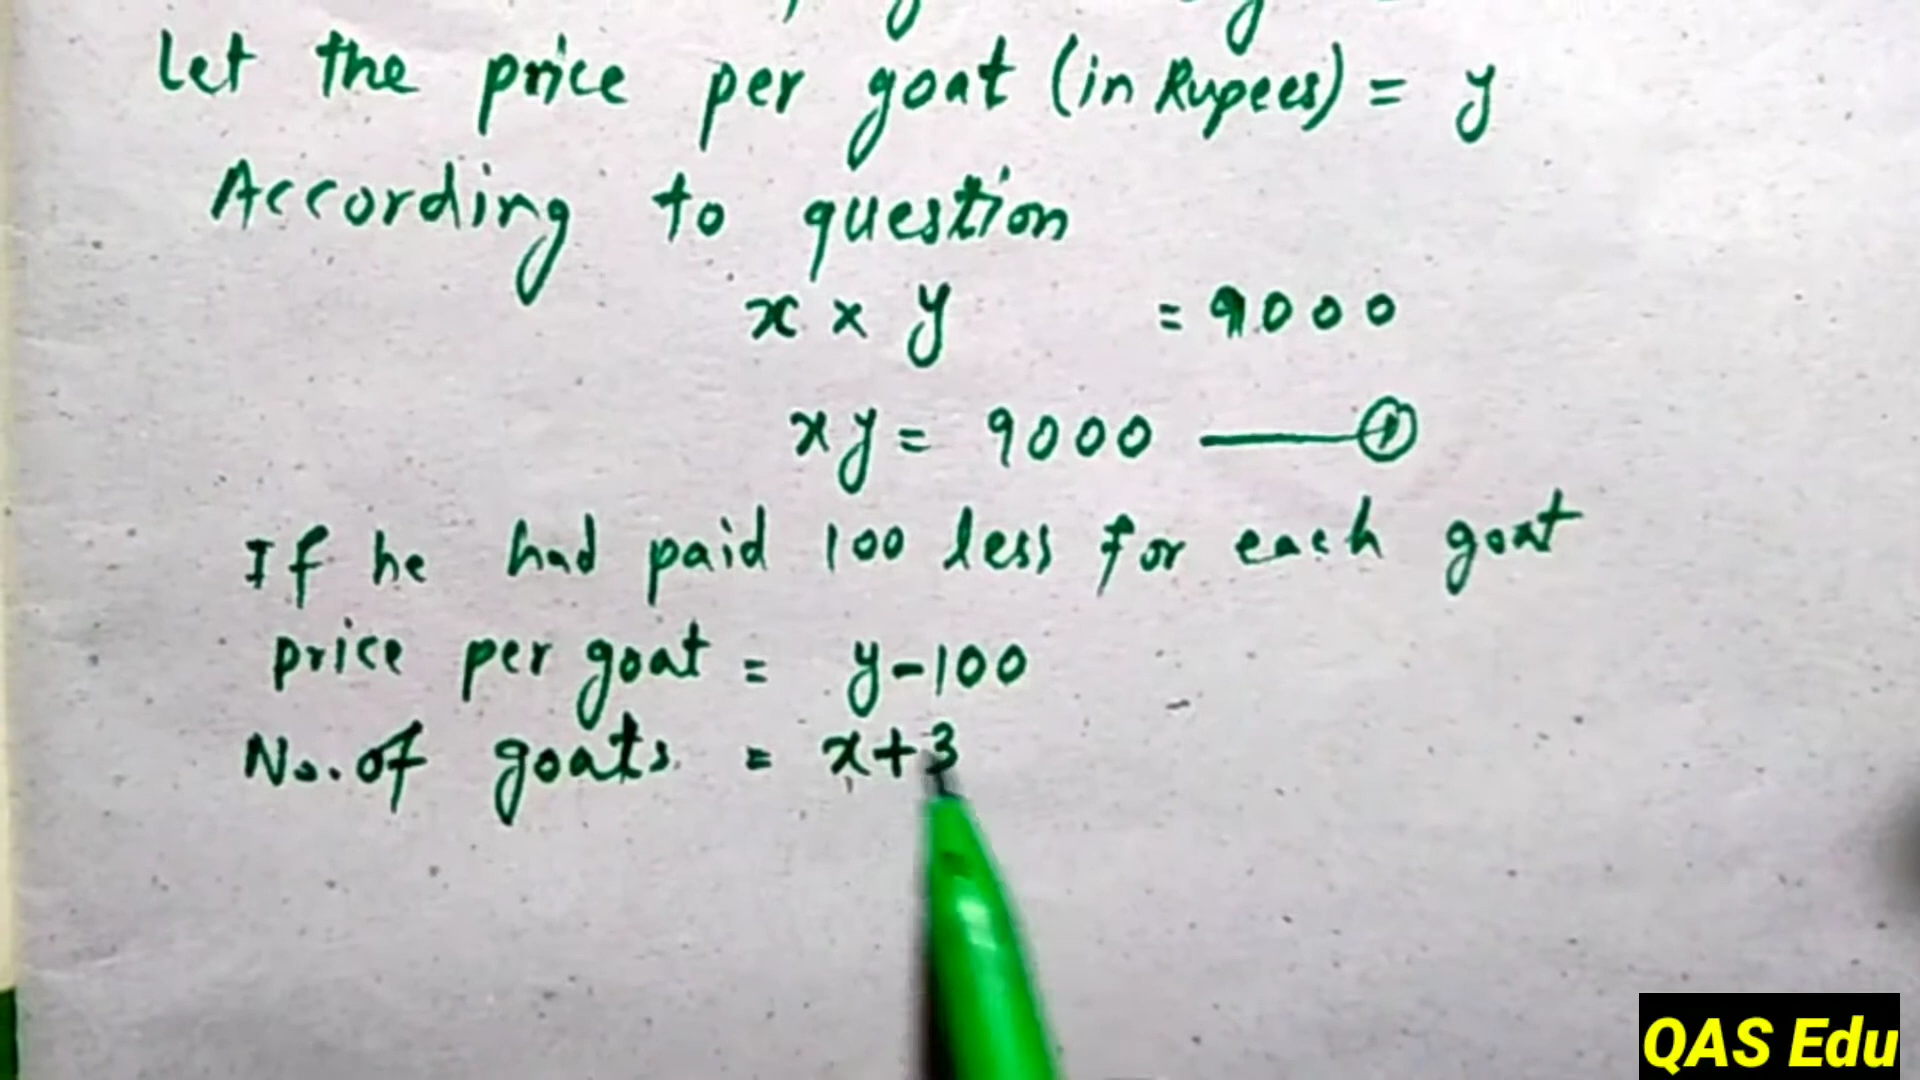 Let the price per goat (in Rupees) = y
According to question
x × y = 9000
xy = 9000 —
If he had paid 100 less for each goat
price per goat = y-100
No. of goats = x+3
QAS Edu